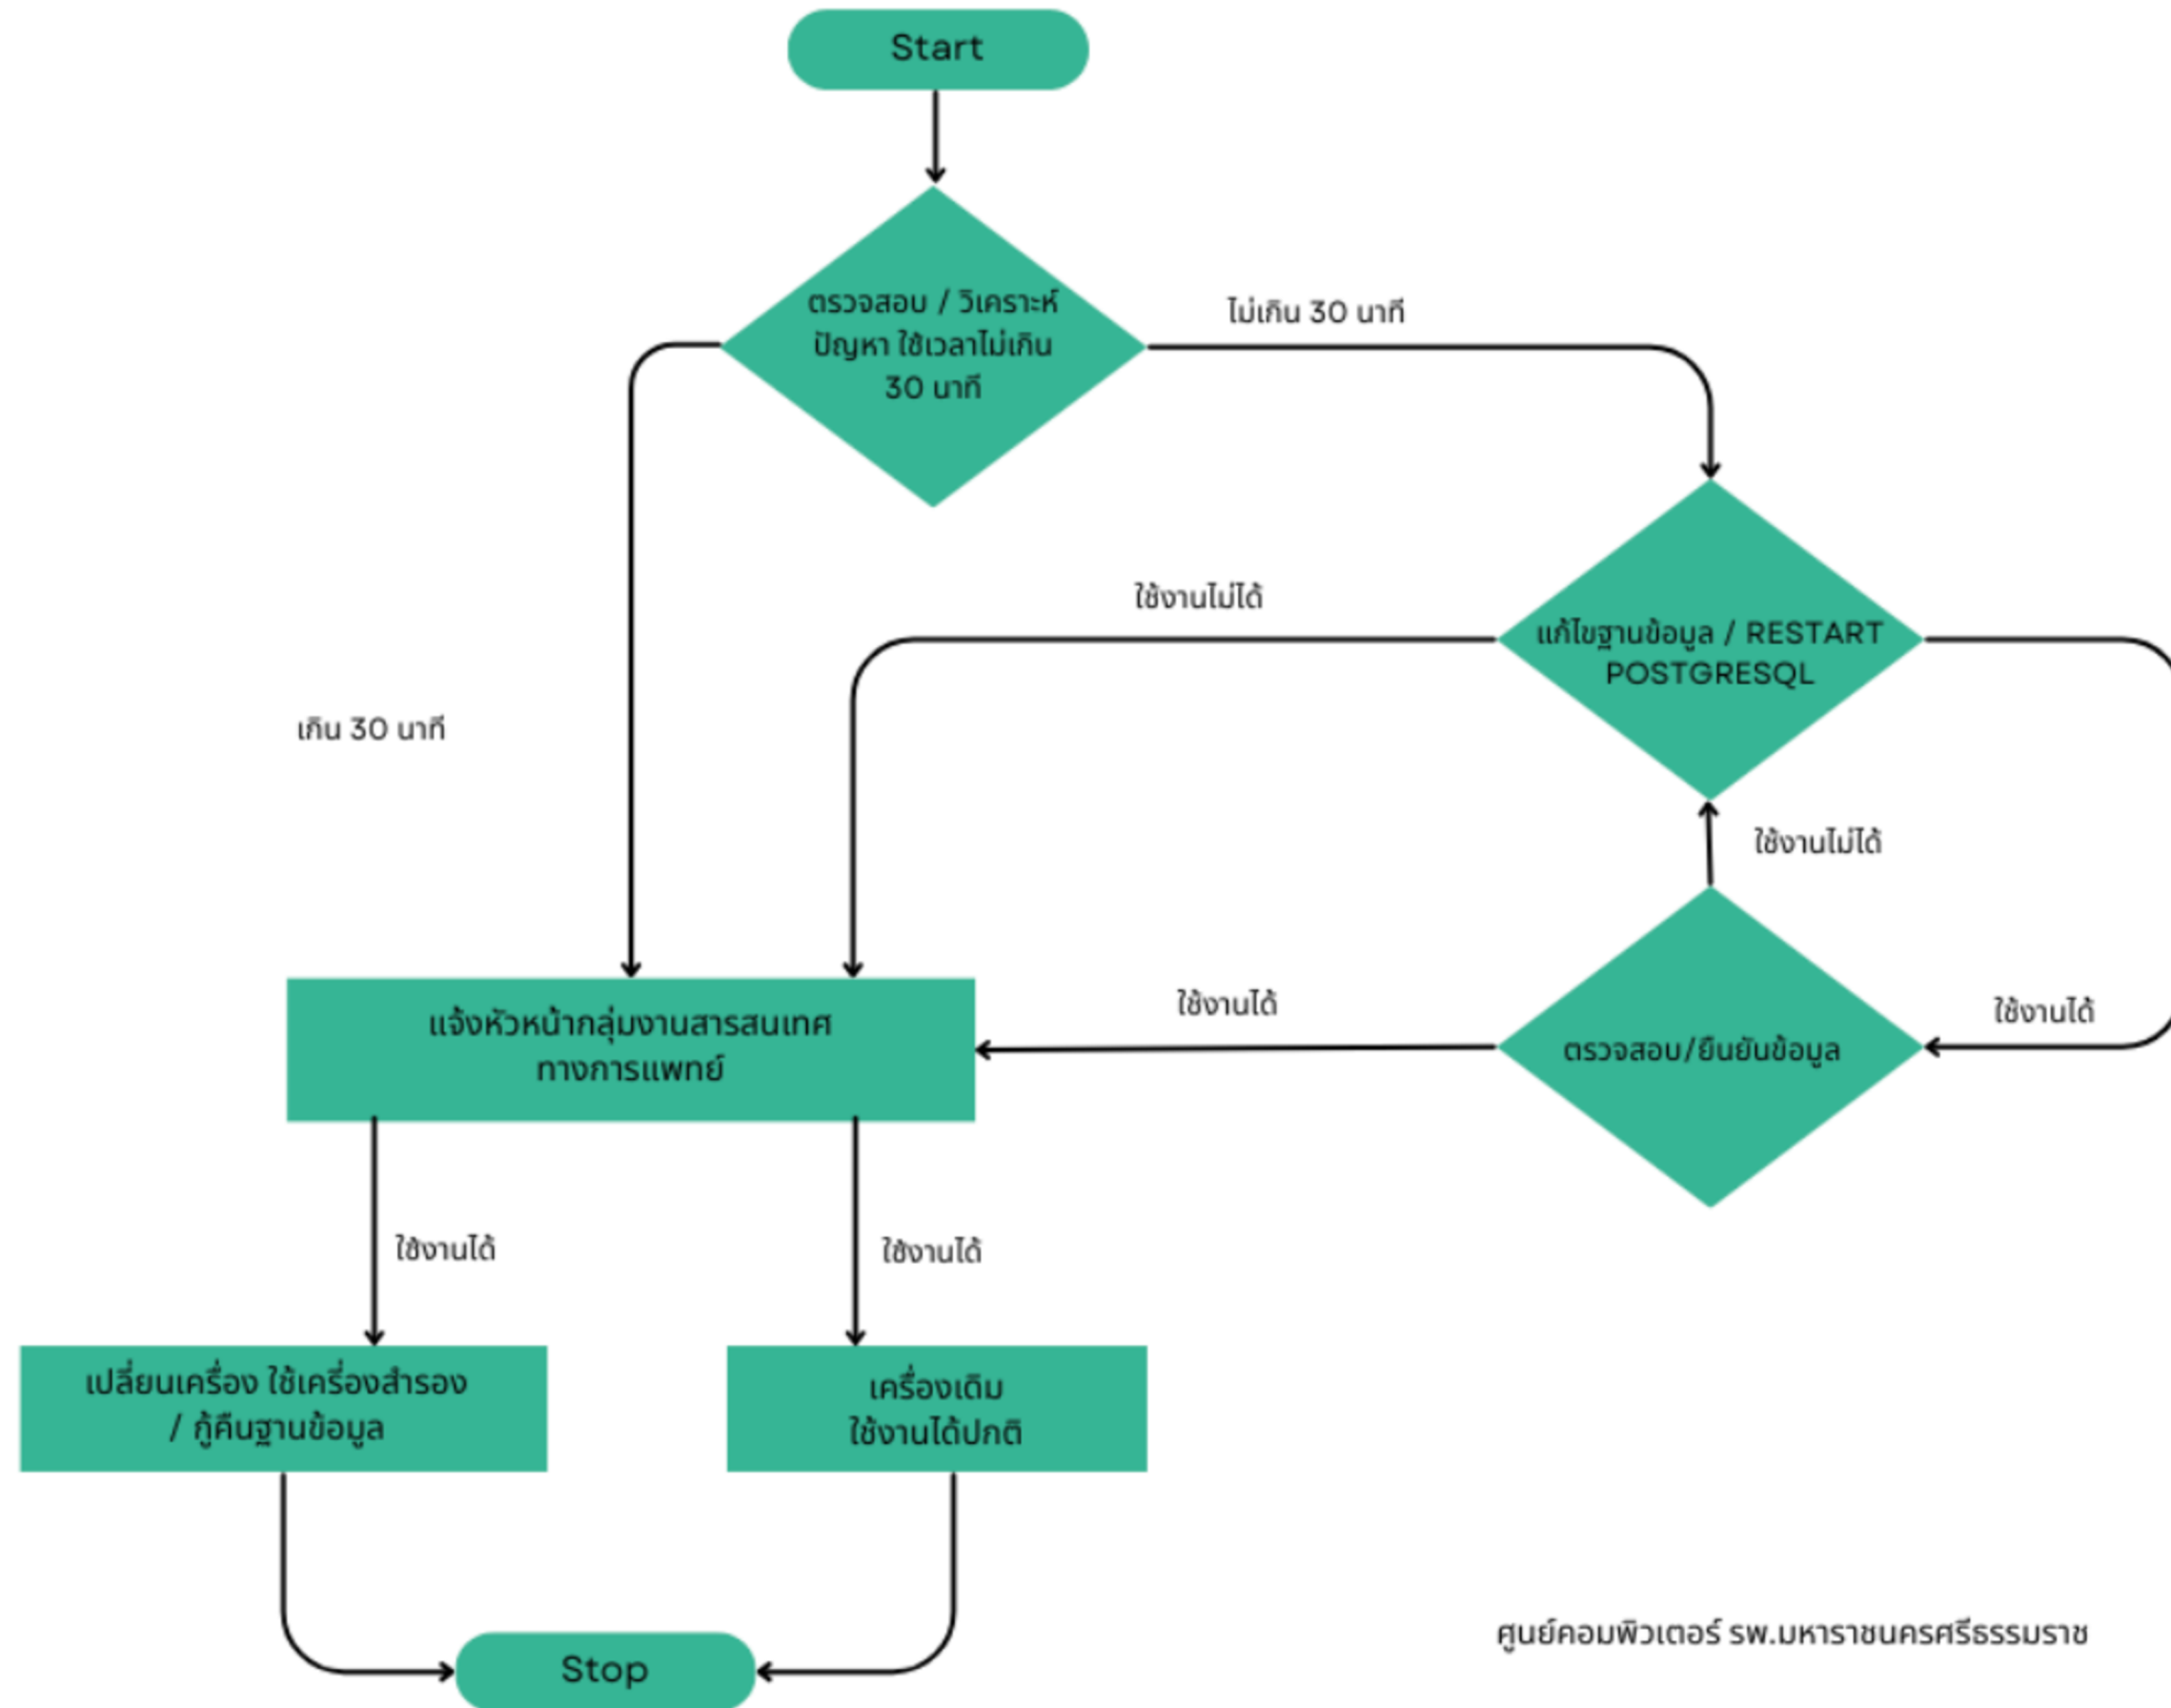 Start
ตรวจสอบ / วิเคราะห์
ปัญหา ใช้เวลาไม่เกิน
30 นาที
ไม่เกิน 30 นาที
ใช้งานไม่ได้
แก้ไขฐานข้อมูล / RESTART
POSTGRESQL
เกิน 30 นาที
ใช้งานไม่ได้
แจ้งหัวหน้ากลุ่มงานสารสนเทศ
ทางการแพทย์
ใช้งานได้
ตรวจสอบ/ยืนยันข้อมูล
ใช้งานได้
ใช้งานได้
ใช้งานได้
เปลี่ยนเครื่อง ใช้เครี่องสำรอง
/ กู้คืนฐานข้อมูล
เครื่องเดิม
ใช้งานได้ปกติ
ศูนย์คอมพิวเตอร์ รพ.มหาราชนครศรีธรรมราช
Stop